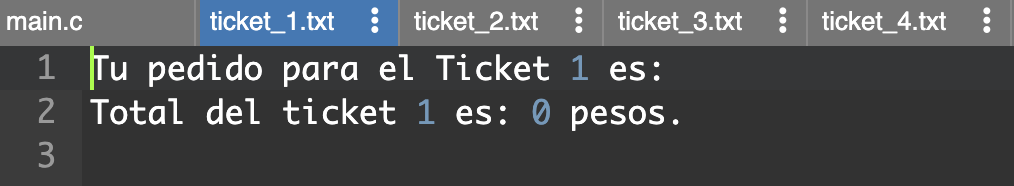 main.c ticket_1.txt ticket_2.txt ticket_3.txt ticket_4.txt
1 Tu pedido para el Ticket 1 es:
2 Total del ticket 1 es: 0 pesos.
3